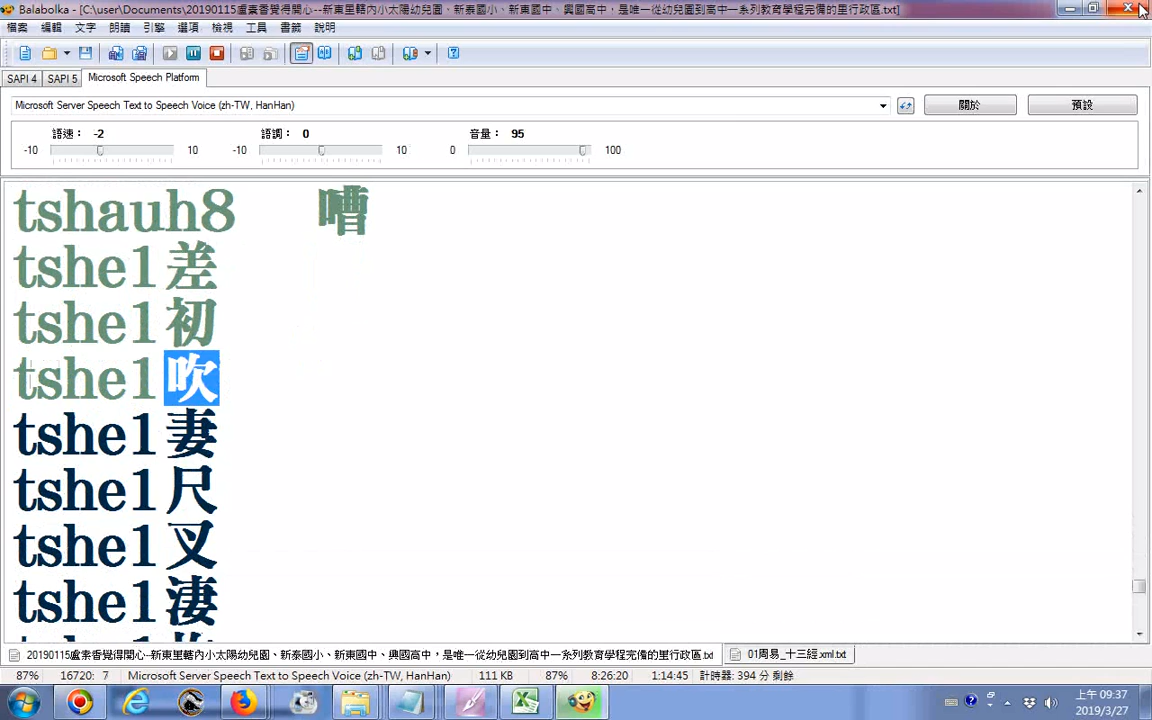 Balabolka - [C:\user\Documents\20190115盧素香覺得開心--新東里轄內小太陽幼兒園、新泰國小、新東國中、興國高中，是唯一從幼兒園到高中一系列教育學程完備的里行政區.txt]
檔案 編輯 文字 朗讀 引擎 選項 檢視 工具 書籤 說明
SAPI 4 SAPI 5 Microsoft Speech Platform
Microsoft Server Speech Text to Speech Voice (zh-TW, HanHan) 關於 預設
語速： -2 語調： 0 音量： 95
-10 10 -10 10 0 100
tshauh8 嘈
tshe1 差
tshe1 初
tshe1 吹
tshe1 妻
tshe1 尺
tshe1 叉
tshe1 淒
20190115盧素香覺得開心--新東里轄內小太陽幼兒園、新泰國小、新東國中、興國高中，是唯一從幼兒園到高中一系列教育學程完備的里行政區.txt 01周易_十三經.xml.txt
87% 16720: 7 Microsoft Server Speech Text to Speech Voice (zh-TW, HanHan) 87% 8:26:20 1:14:45 計時器: 394 分 剩餘
上午 09:37
2019/3/27